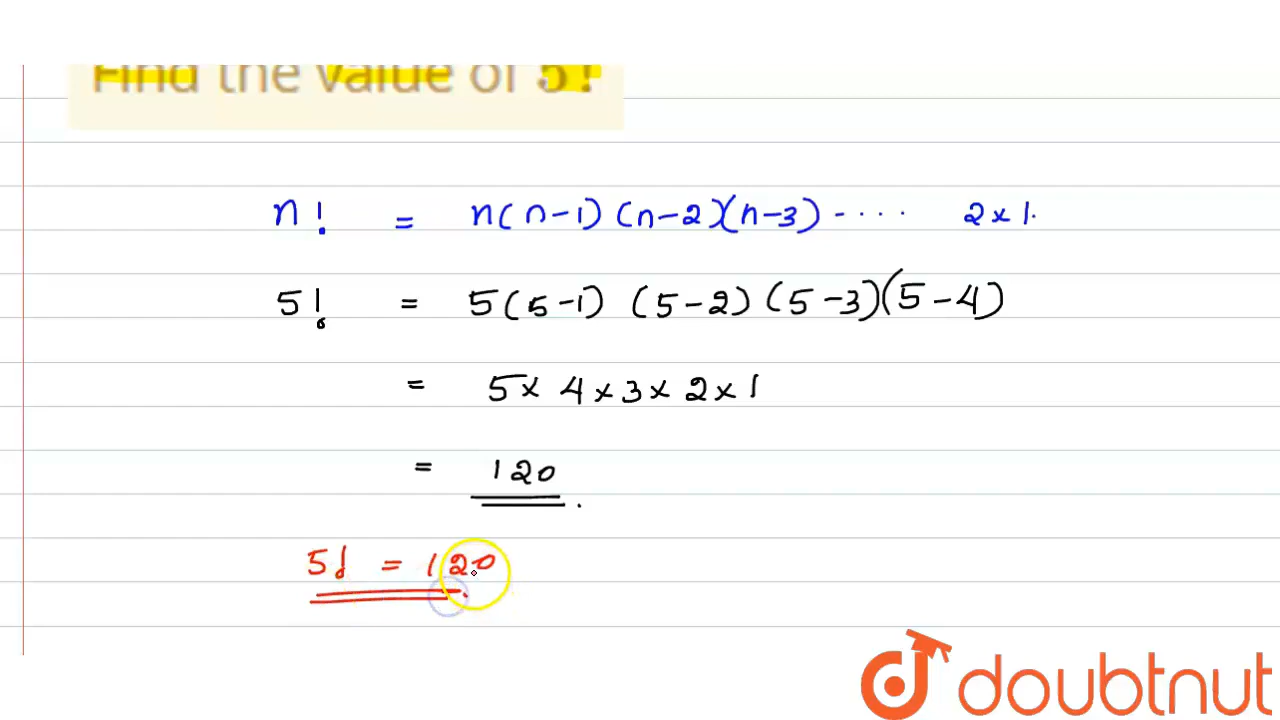 Find the value of 5!
n! = n(n-1) (n-2)(n-3) - ···· 2×1.
5! = 5(5-1) (5-2) (5-3)(5-4)
= 5× 4×3× 2×1
= 120.
5! = 120.
doubtnut